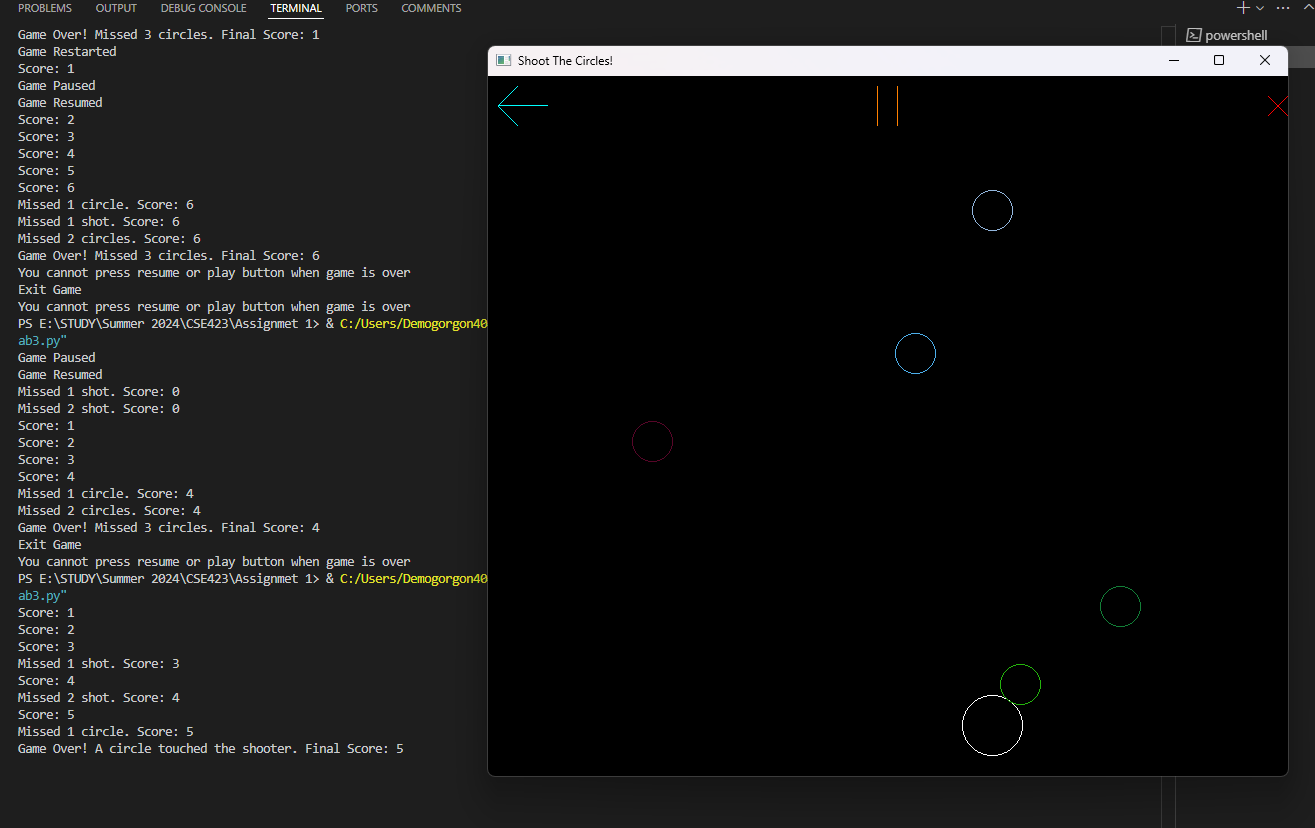 PROBLEMS OUTPUT DEBUG CONSOLE TERMINAL PORTS COMMENTS
powershell
Game Over! Missed 3 circles. Final Score: 1
Game Restarted
Score: 1
Game Paused
Game Resumed
Score: 2
Score: 3
Score: 4
Score: 5
Score: 6
Missed 1 circle. Score: 6
Missed 1 shot. Score: 6
Missed 2 circles. Score: 6
Game Over! Missed 3 circles. Final Score: 6
You cannot press resume or play button when game is over
Exit Game
You cannot press resume or play button when game is over
PS E:\STUDY\Summer 2024\CSE423\Assignmet 1> & C:/Users/Demogorgon40
ab3.py"
Game Paused
Game Resumed
Missed 1 shot. Score: 0
Missed 2 shot. Score: 0
Score: 1
Score: 2
Score: 3
Score: 4
Missed 1 circle. Score: 4
Missed 2 circles. Score: 4
Game Over! Missed 3 circles. Final Score: 4
Exit Game
You cannot press resume or play button when game is over
PS E:\STUDY\Summer 2024\CSE423\Assignmet 1> & C:/Users/Demogorgon40
ab3.py"
Score: 1
Score: 2
Score: 3
Missed 1 shot. Score: 3
Score: 4
Missed 2 shot. Score: 4
Score: 5
Missed 1 circle. Score: 5
Game Over! A circle touched the shooter. Final Score: 5
Shoot The Circles!